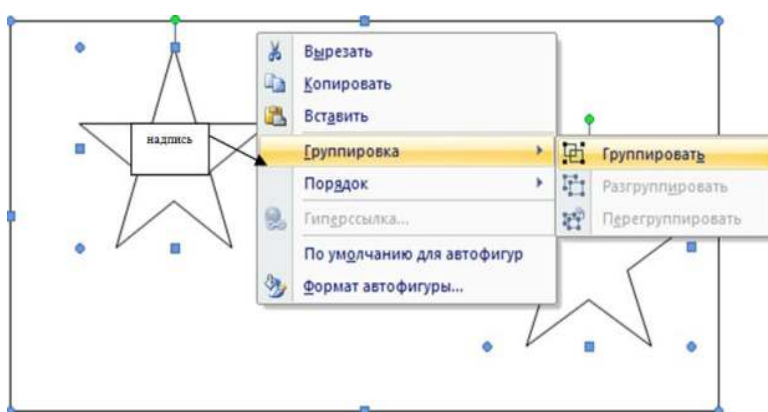 надпись
Вырезать
Копировать
Вставить
Группировка
Порядок
Гиперссылка...
По умолчанию для автофигур
Формат автофигуры...
Группировать
Разгруппировать
Перегруппировать